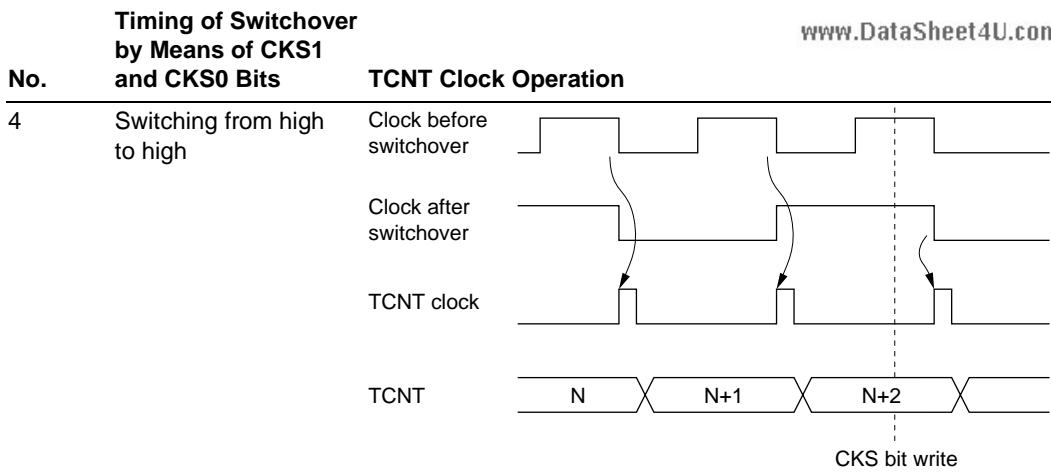 www.DataSheet4U.com
Timing of Switchover
by Means of CKS1
No. and CKS0 Bits TCNT Clock Operation
4 Switching from high
to high
Clock before
switchover
Clock after
switchover
TCNT clock
TCNT N N+1 N+2
CKS bit write